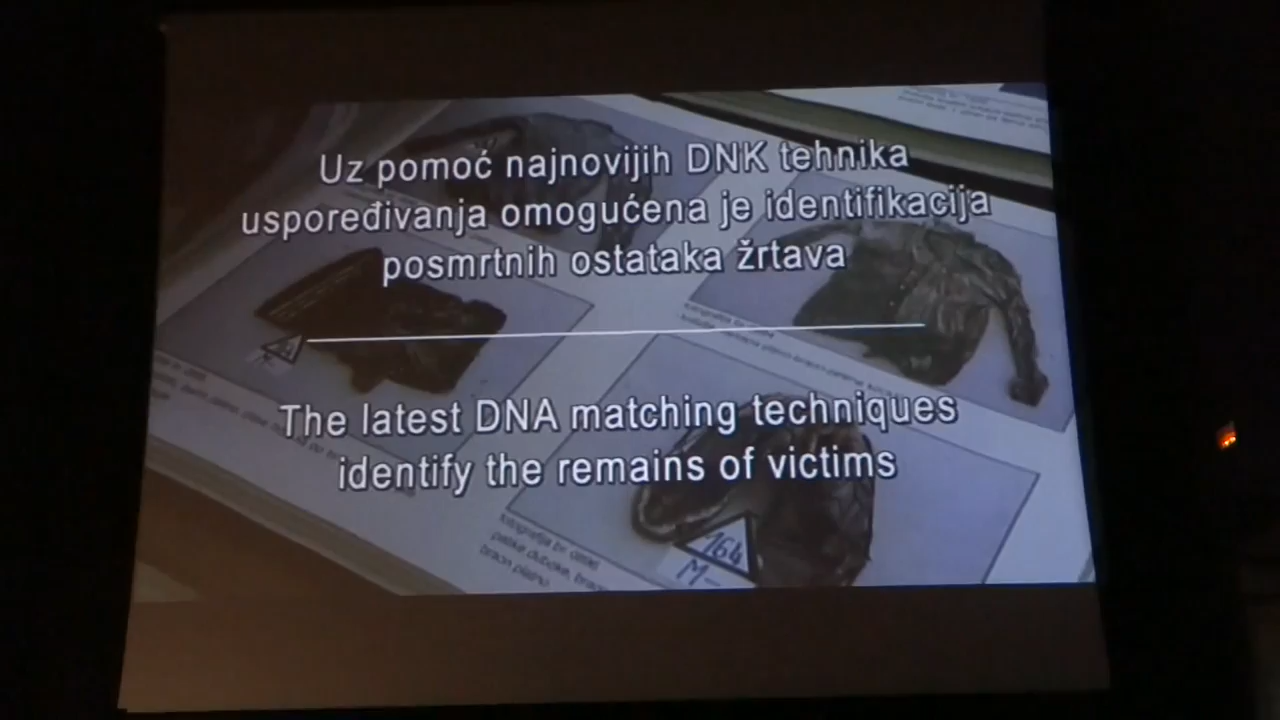 Uz pomoć najnovijih DNK tehnika
uspoređivanja omogućena je identifikacija
posmrtnih ostataka žrtava
The latest DNA matching techniques
identify the remains of victims
164
M-